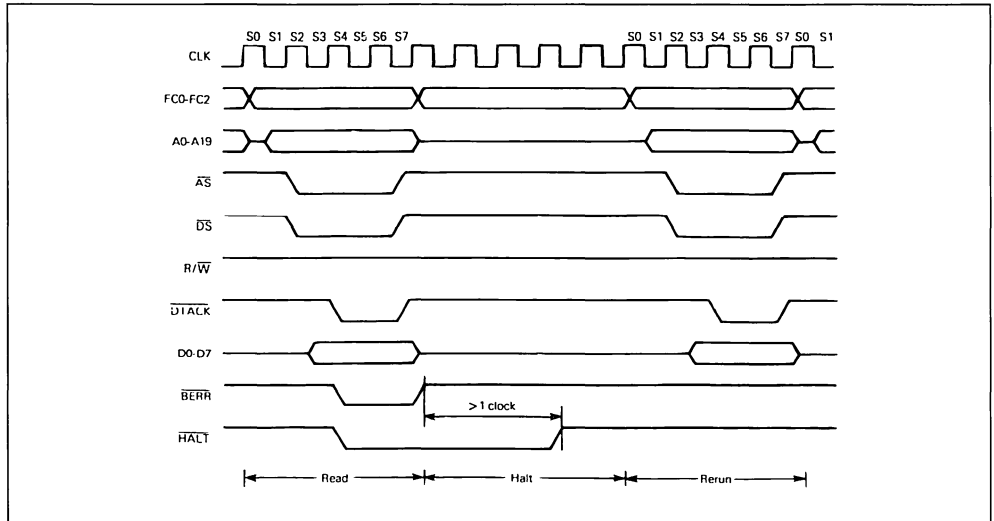 S0 S1 S2 S3 S4 S5 S6 S7 S0 S1 S2 S3 S4 S5 S6 S7 S0 S1
CLK
FC0-FC2
A0-A19
AS
DS
R/W
DTACK
D0-D7
BERR
> 1 clock
HALT
Read Halt Rerun